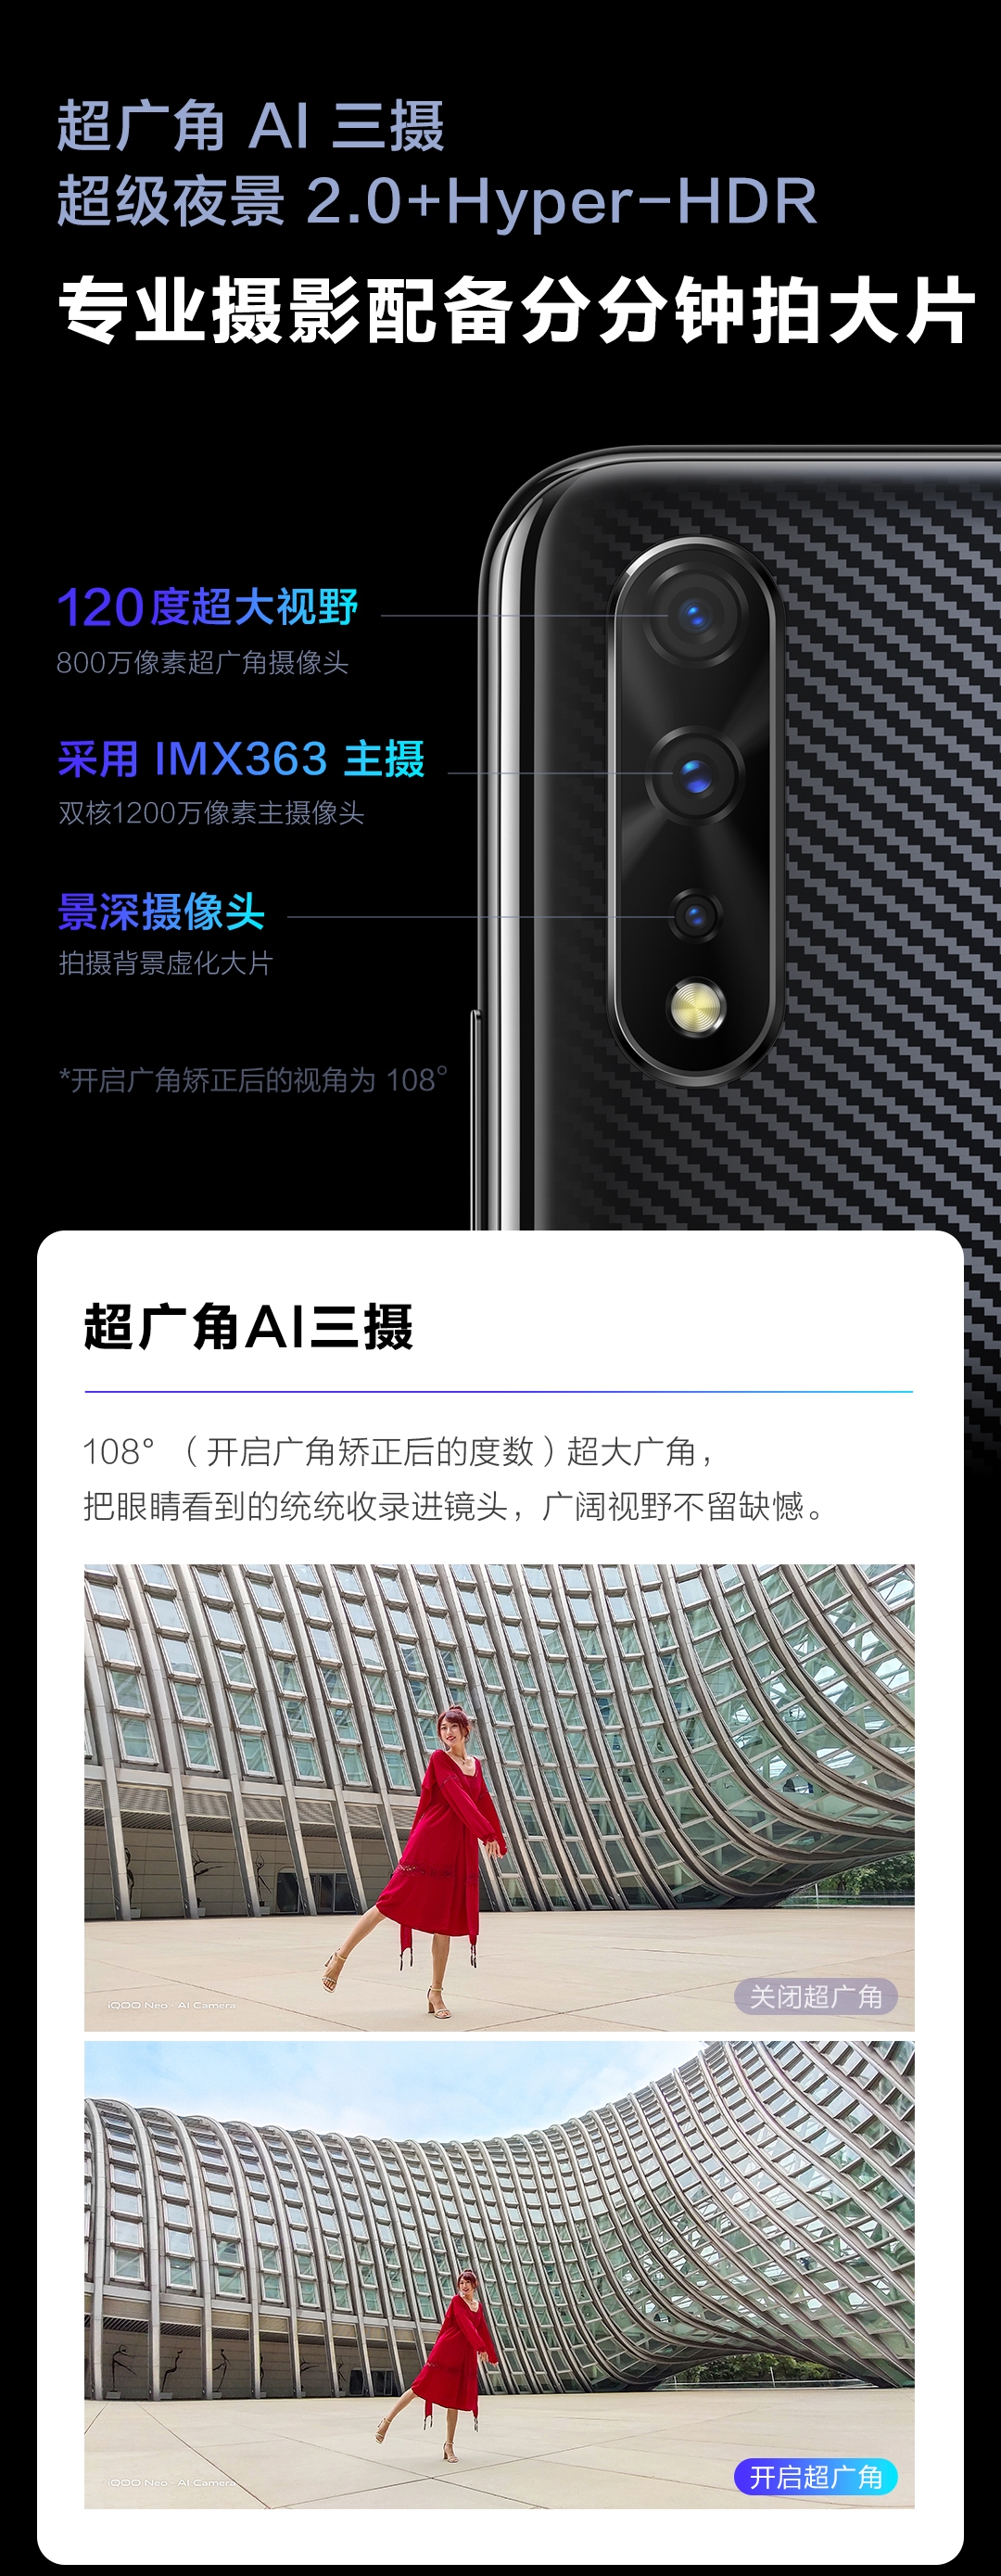 超广角 AI 三摄
超级夜景 2.0+Hyper-HDR
专业摄影配备分分钟拍大片
120度超大视野
800万像素超广角摄像头
采用 IMX363 主摄
双核1200万像素主摄像头
景深摄像头
拍摄背景虚化大片
*开启广角矫正后的视角为 108°
超广角AI三摄
108°（开启广角矫正后的度数）超大广角，
把眼睛看到的统统收录进镜头，广阔视野不留缺憾。
iQOO Neo · AI Camera
关闭超广角
iQOO Neo · AI Camera
开启超广角